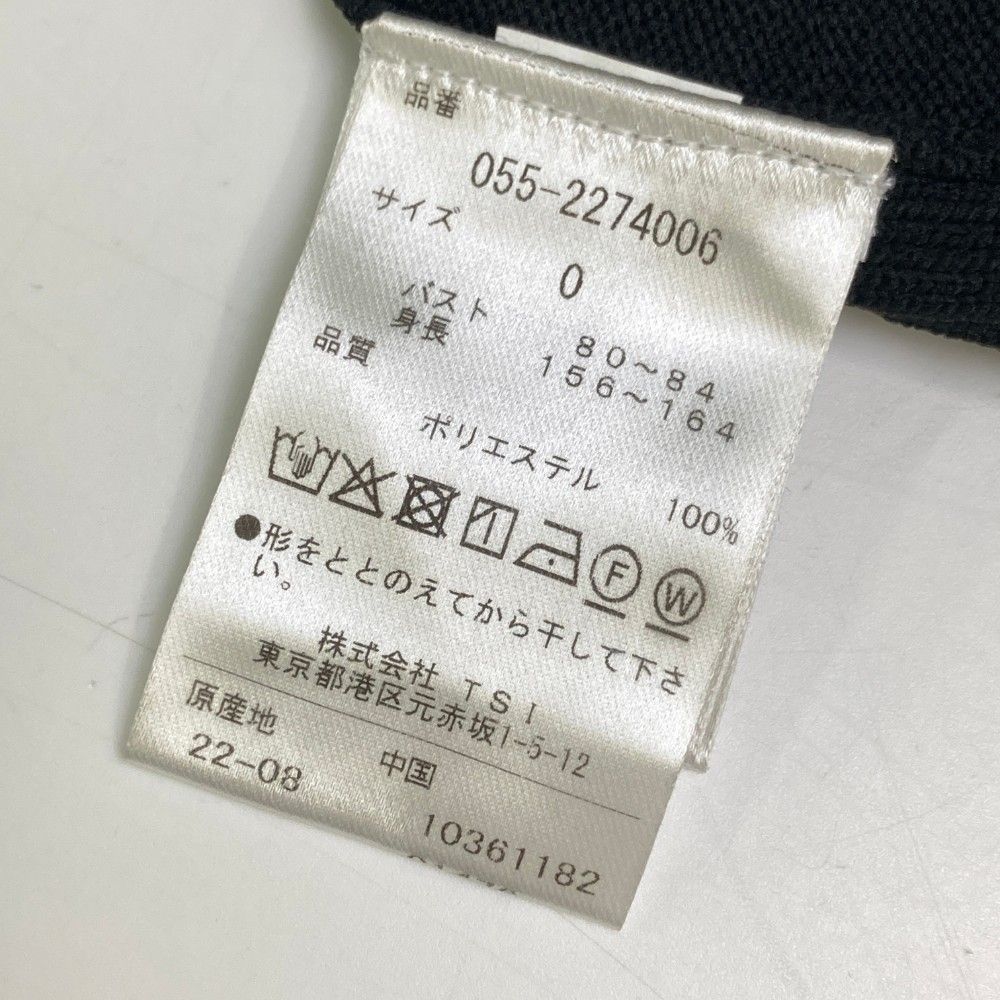 品番
055-2274006
サイズ
0
バスト 80～84
身長 156～164
品質
ポリエステル 100%
F W
●形をととのえてから干して下さ
い。
株式会社 TSI
東京都港区元赤坂1-5-12
原産地 中国
22-08
10361182